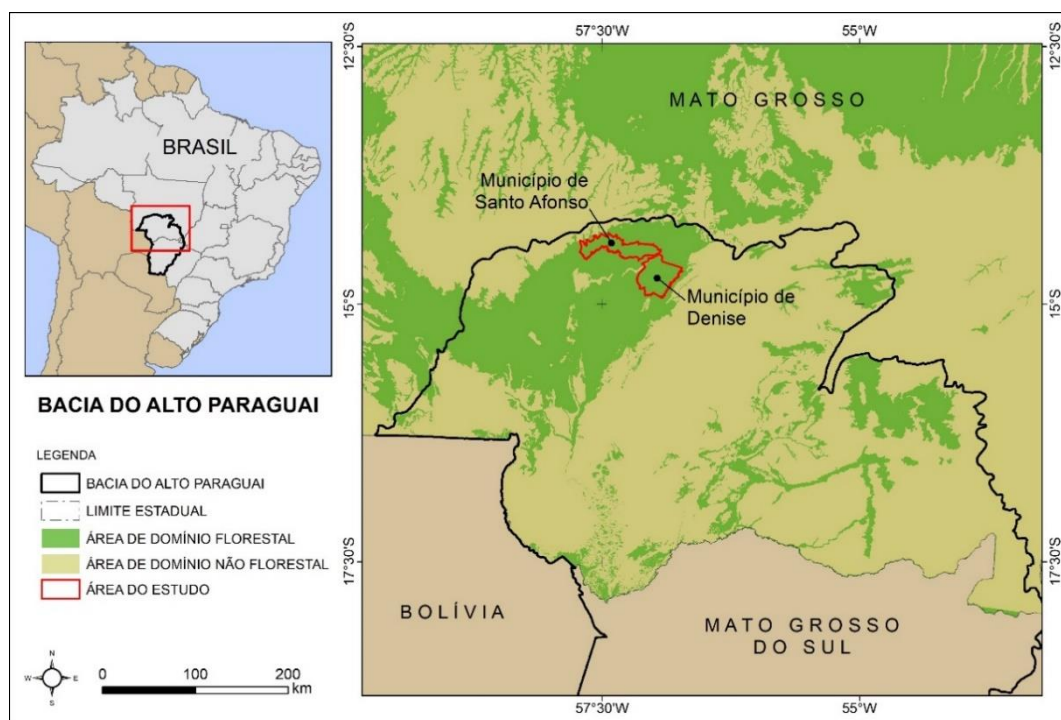 BRASIL
BACIA DO ALTO PARAGUAI
LEGENDA
BACIA DO ALTO PARAGUAI
LIMITE ESTADUAL
ÁREA DE DOMÍNIO FLORESTAL
ÁREA DE DOMÍNIO NÃO FLORESTAL
ÁREA DO ESTUDO
N
W
E
S
0
100
200
km
57°30'W
55°W
12°30'S
12°30'S
MATO GROSSO
Município de
Santo Afonso
Município de
Denise
15°S
15°S
17°30'S
17°30'S
BOLÍVIA
MATO GROSSO
DO SUL
57°30'W
55°W